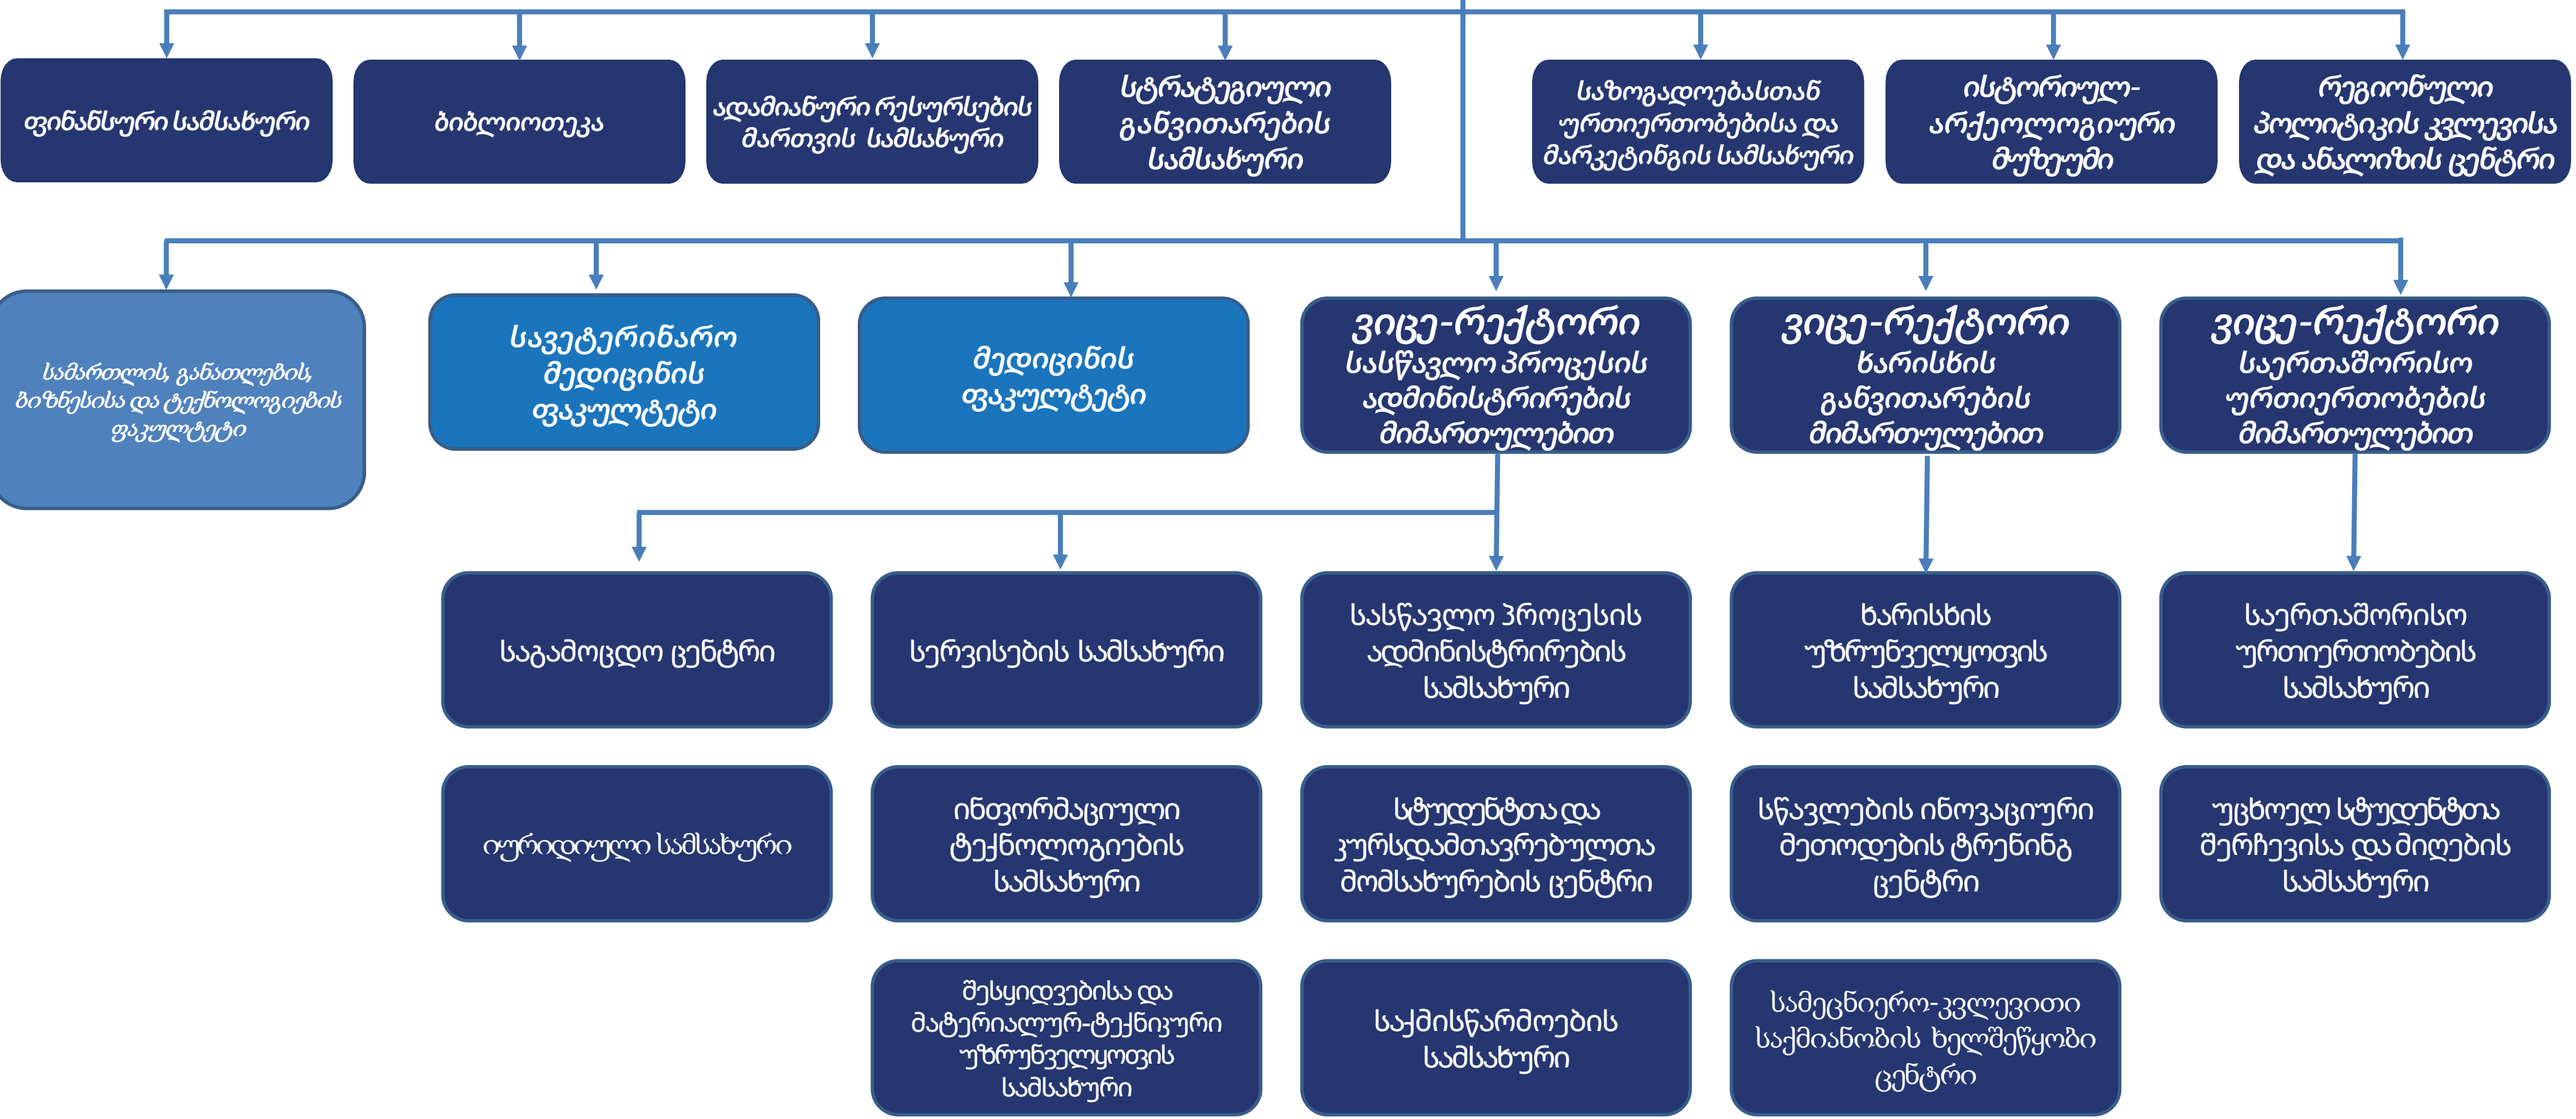 ფინანსური სამსახური
ბიბლიოთეკა
ადამიანური რესურსების
მართვის სამსახური
სტრატეგიული
განვითარების
სამსახური
საზოგადოებასთან
ურთიერთობებისა და
მარკეტინგის სამსახური
ისტორიულ-
არქეოლოგიური
მუზეუმი
რეგიონული
პოლიტიკის კვლევისა
და ანალიზის ცენტრი
სამართლის, განათლების,
ბიზნესისა და ტექნოლოგიების
ფაკულტეტი
სავეტერინარო
მედიცინის
ფაკულტეტი
მედიცინის
ფაკულტეტი
ვიცე-რექტორი
სასწავლო პროცესის
ადმინისტრირების
მიმართულებით
ვიცე-რექტორი
ხარისხის
განვითარების
მიმართულებით
ვიცე-რექტორი
საერთაშორისო
ურთიერთობების
მიმართულებით
საგამოცდო ცენტრი
სერვისების სამსახური
სასწავლო პროცესის
ადმინისტრირების
სამსახური
ხარისხის
უზრუნველყოფის
სამსახური
საერთაშორისო
ურთიერთობების
სამსახური
იურიდიული სამსახური
ინფორმაციული
ტექნოლოგიების
სამსახური
სტუდენტთა და
კურსდამთავრებულთა
მომსახურების ცენტრი
სწავლების ინოვაციური
მეთოდების ტრენინგ
ცენტრი
უცხოელ სტუდენტთა
შერჩევისა და მიღების
სამსახური
შესყიდვებისა და
მატერიალურ-ტექნიკური
უზრუნველყოფის
სამსახური
საქმისწარმოების
სამსახური
სამეცნიერო-კვლევითი
საქმიანობის ხელშეწყობი
ცენტრი